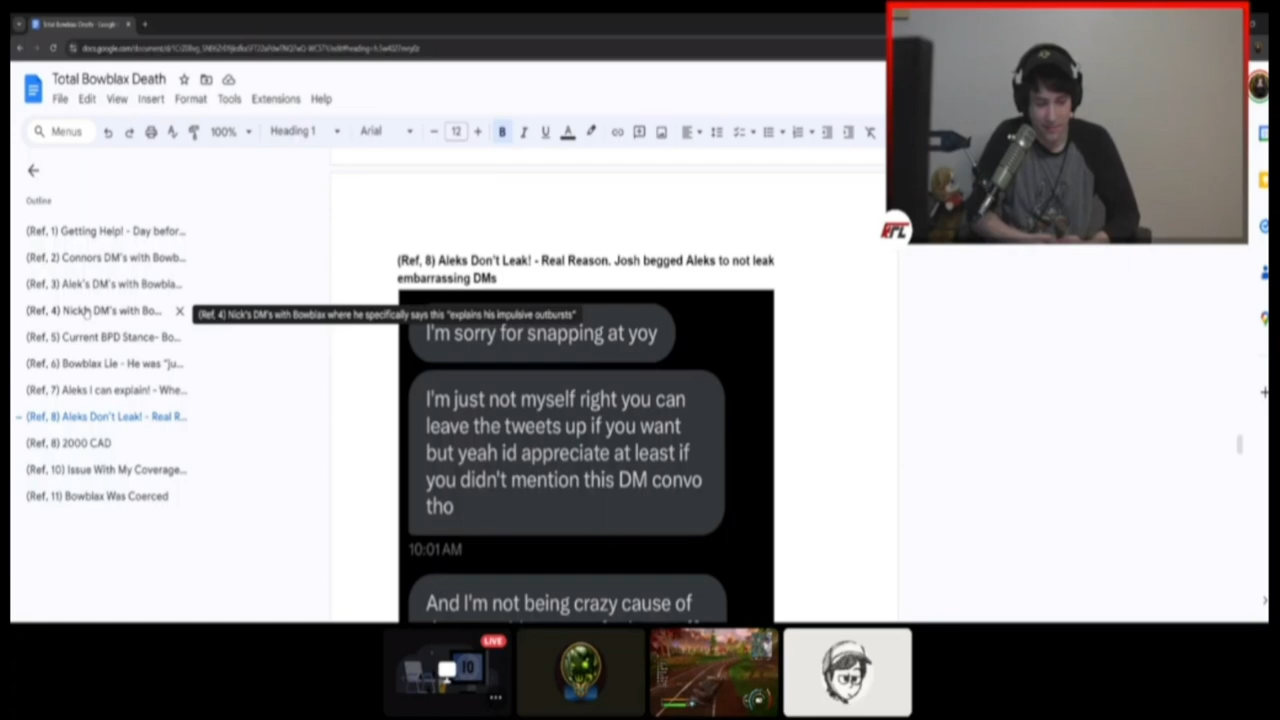 Total Bowblax Death - Google
Total Bowblax Death
File Edit View Insert Format Tools Extensions Help
Menus 100% Heading 1 Arial - 12 + B I U A
Outline
(Ref, 1) Getting Help! - Day befor...
(Ref, 2) Connors DM's with Bowb...
(Ref, 3) Alek's DM's with Bowbla...
(Ref, 4) Nick's DM's with Bo...
(Ref, 4) Nick's DM's with Bowblax where he specifically says this "explains his impulsive outbursts"
(Ref, 5) Current BPD Stance- Bo...
(Ref, 6) Bowblax Lie - He was "ju...
(Ref, 7) Aleks I can explain! - Whe...
(Ref, 8) Aleks Don't Leak! - Real R...
(Ref, 8) 2000 CAD
(Ref, 10) Issue With My Coverage...
(Ref, 11) Bowblax Was Coerced
(Ref, 8) Aleks Don't Leak! - Real Reason. Josh begged Aleks to not leak
embarrassing DMs
I'm sorry for snapping at yoy
I'm just not myself right you can
leave the tweets up if you want
but yeah id appreciate at least if
you didn't mention this DM convo
tho
10:01 AM
And I'm not being crazy cause of
LIVE
10